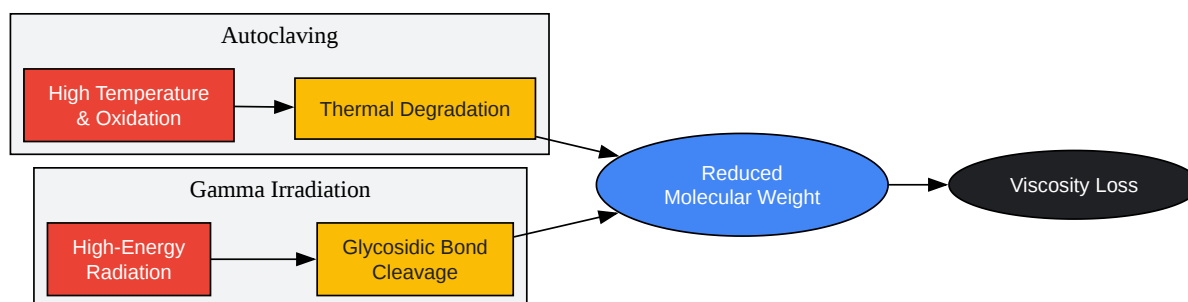 Autoclaving
High Temperature
& Oxidation
Thermal Degradation
Gamma Irradiation
High-Energy
Radiation
Glycosidic Bond
Cleavage
Reduced
Molecular Weight
Viscosity Loss